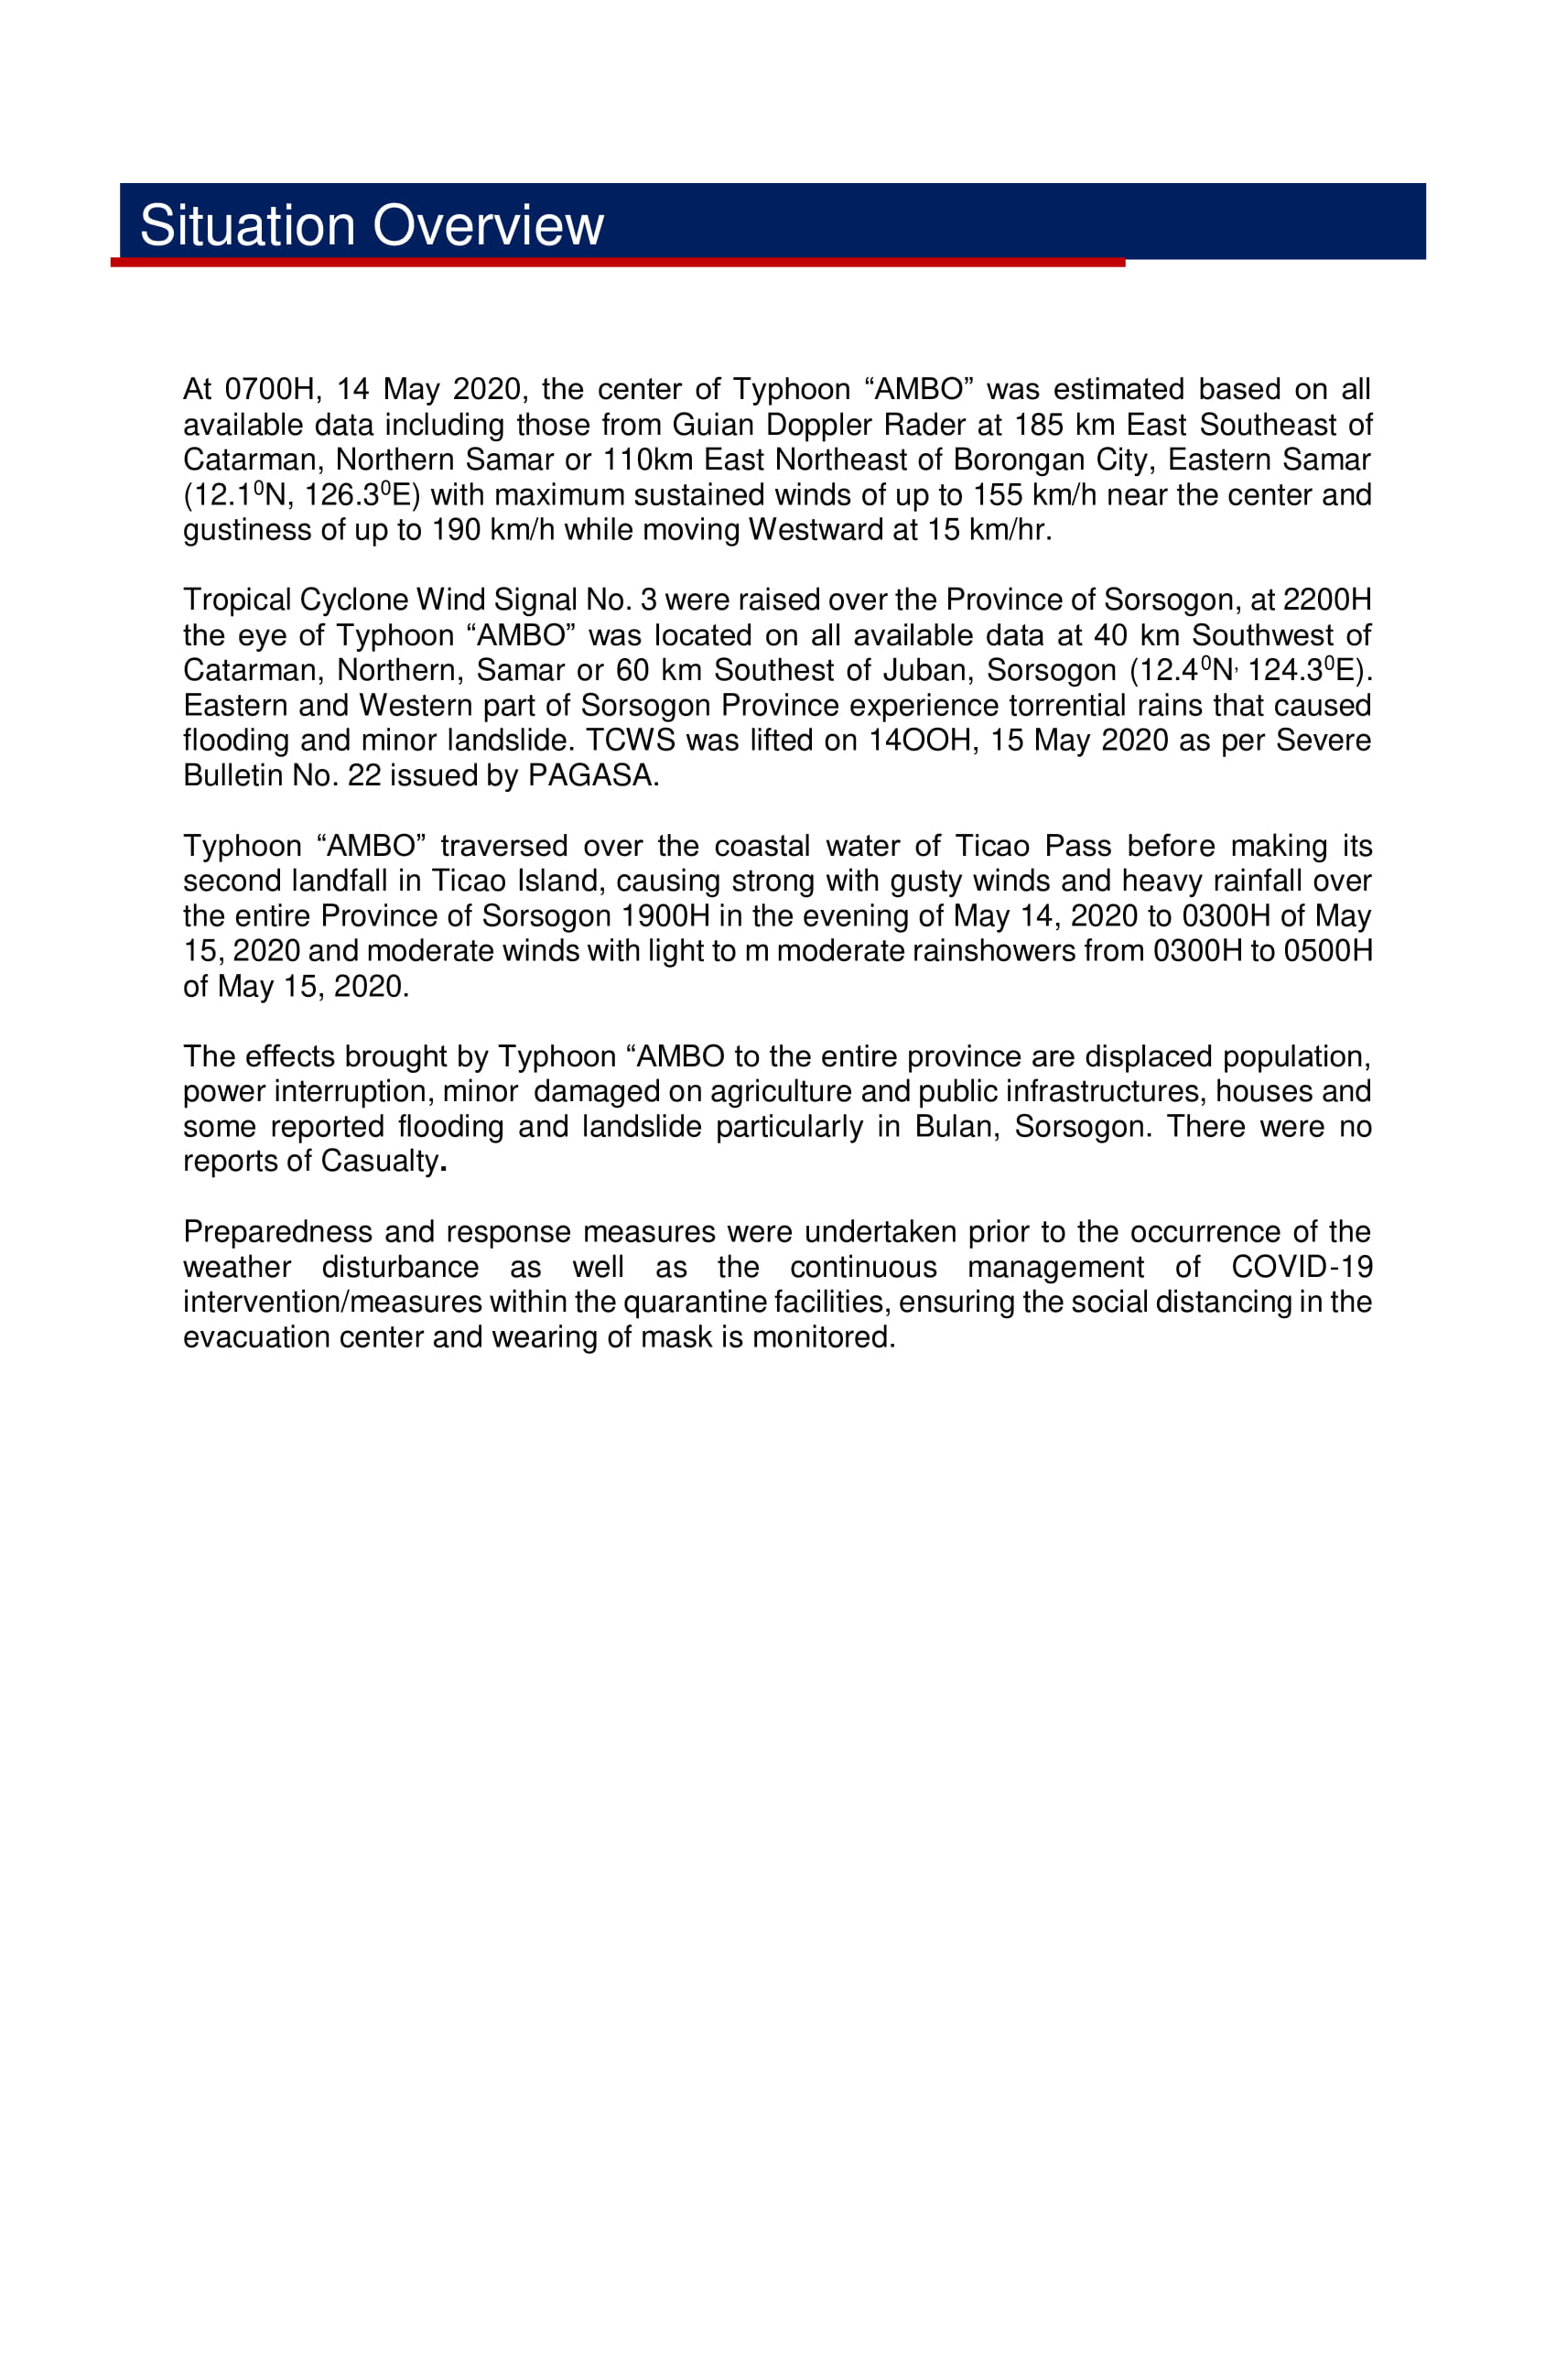 Situation Overview
At 0700H, 14 May 2020, the center of Typhoon “AMBO” was estimated based on all
available data including those from Guian Doppler Rader at 185 km East Southeast of
Catarman, Northern Samar or 110km East Northeast of Borongan City, Eastern Samar
(12.1⁰N, 126.3⁰E) with maximum sustained winds of up to 155 km/h near the center and
gustiness of up to 190 km/h while moving Westward at 15 km/hr.
Tropical Cyclone Wind Signal No. 3 were raised over the Province of Sorsogon, at 2200H
the eye of Typhoon “AMBO” was located on all available data at 40 km Southwest of
Catarman, Northern, Samar or 60 km Southest of Juban, Sorsogon (12.4⁰N, 124.3⁰E).
Eastern and Western part of Sorsogon Province experience torrential rains that caused
flooding and minor landslide. TCWS was lifted on 14OOH, 15 May 2020 as per Severe
Bulletin No. 22 issued by PAGASA.
Typhoon “AMBO” traversed over the coastal water of Ticao Pass before making its
second landfall in Ticao Island, causing strong with gusty winds and heavy rainfall over
the entire Province of Sorsogon 1900H in the evening of May 14, 2020 to 0300H of May
15, 2020 and moderate winds with light to m moderate rainshowers from 0300H to 0500H
of May 15, 2020.
The effects brought by Typhoon “AMBO to the entire province are displaced population,
power interruption, minor  damaged on agriculture and public infrastructures, houses and
some reported flooding and landslide particularly in Bulan, Sorsogon. There were no
reports of Casualty.
Preparedness and response measures were undertaken prior to the occurrence of the
weather disturbance as well as the continuous management of COVID-19
intervention/measures within the quarantine facilities, ensuring the social distancing in the
evacuation center and wearing of mask is monitored.